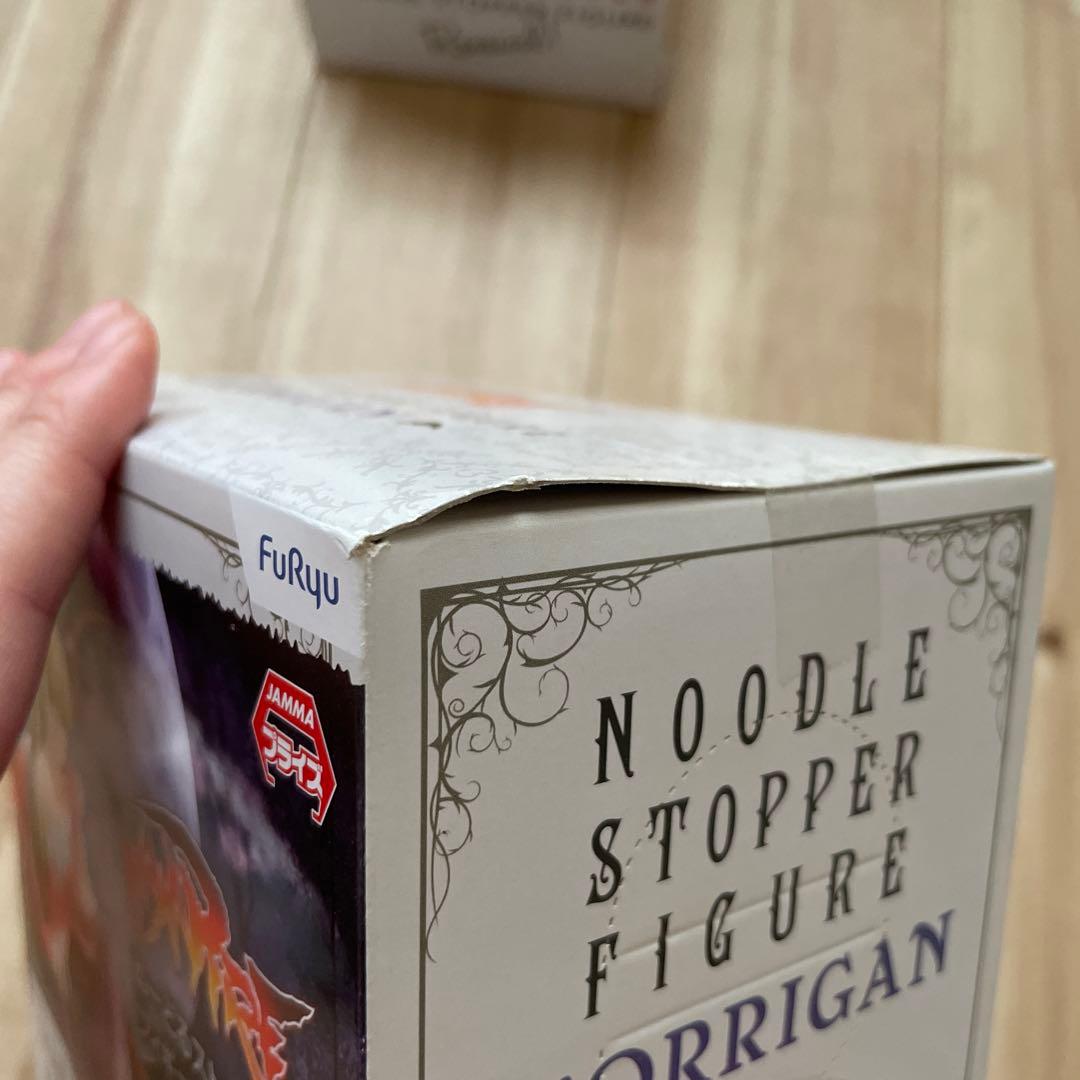 FuRyu
JAMMA
プライズ
NOODLE
STOPPER
FIGURE
ORRIGAN